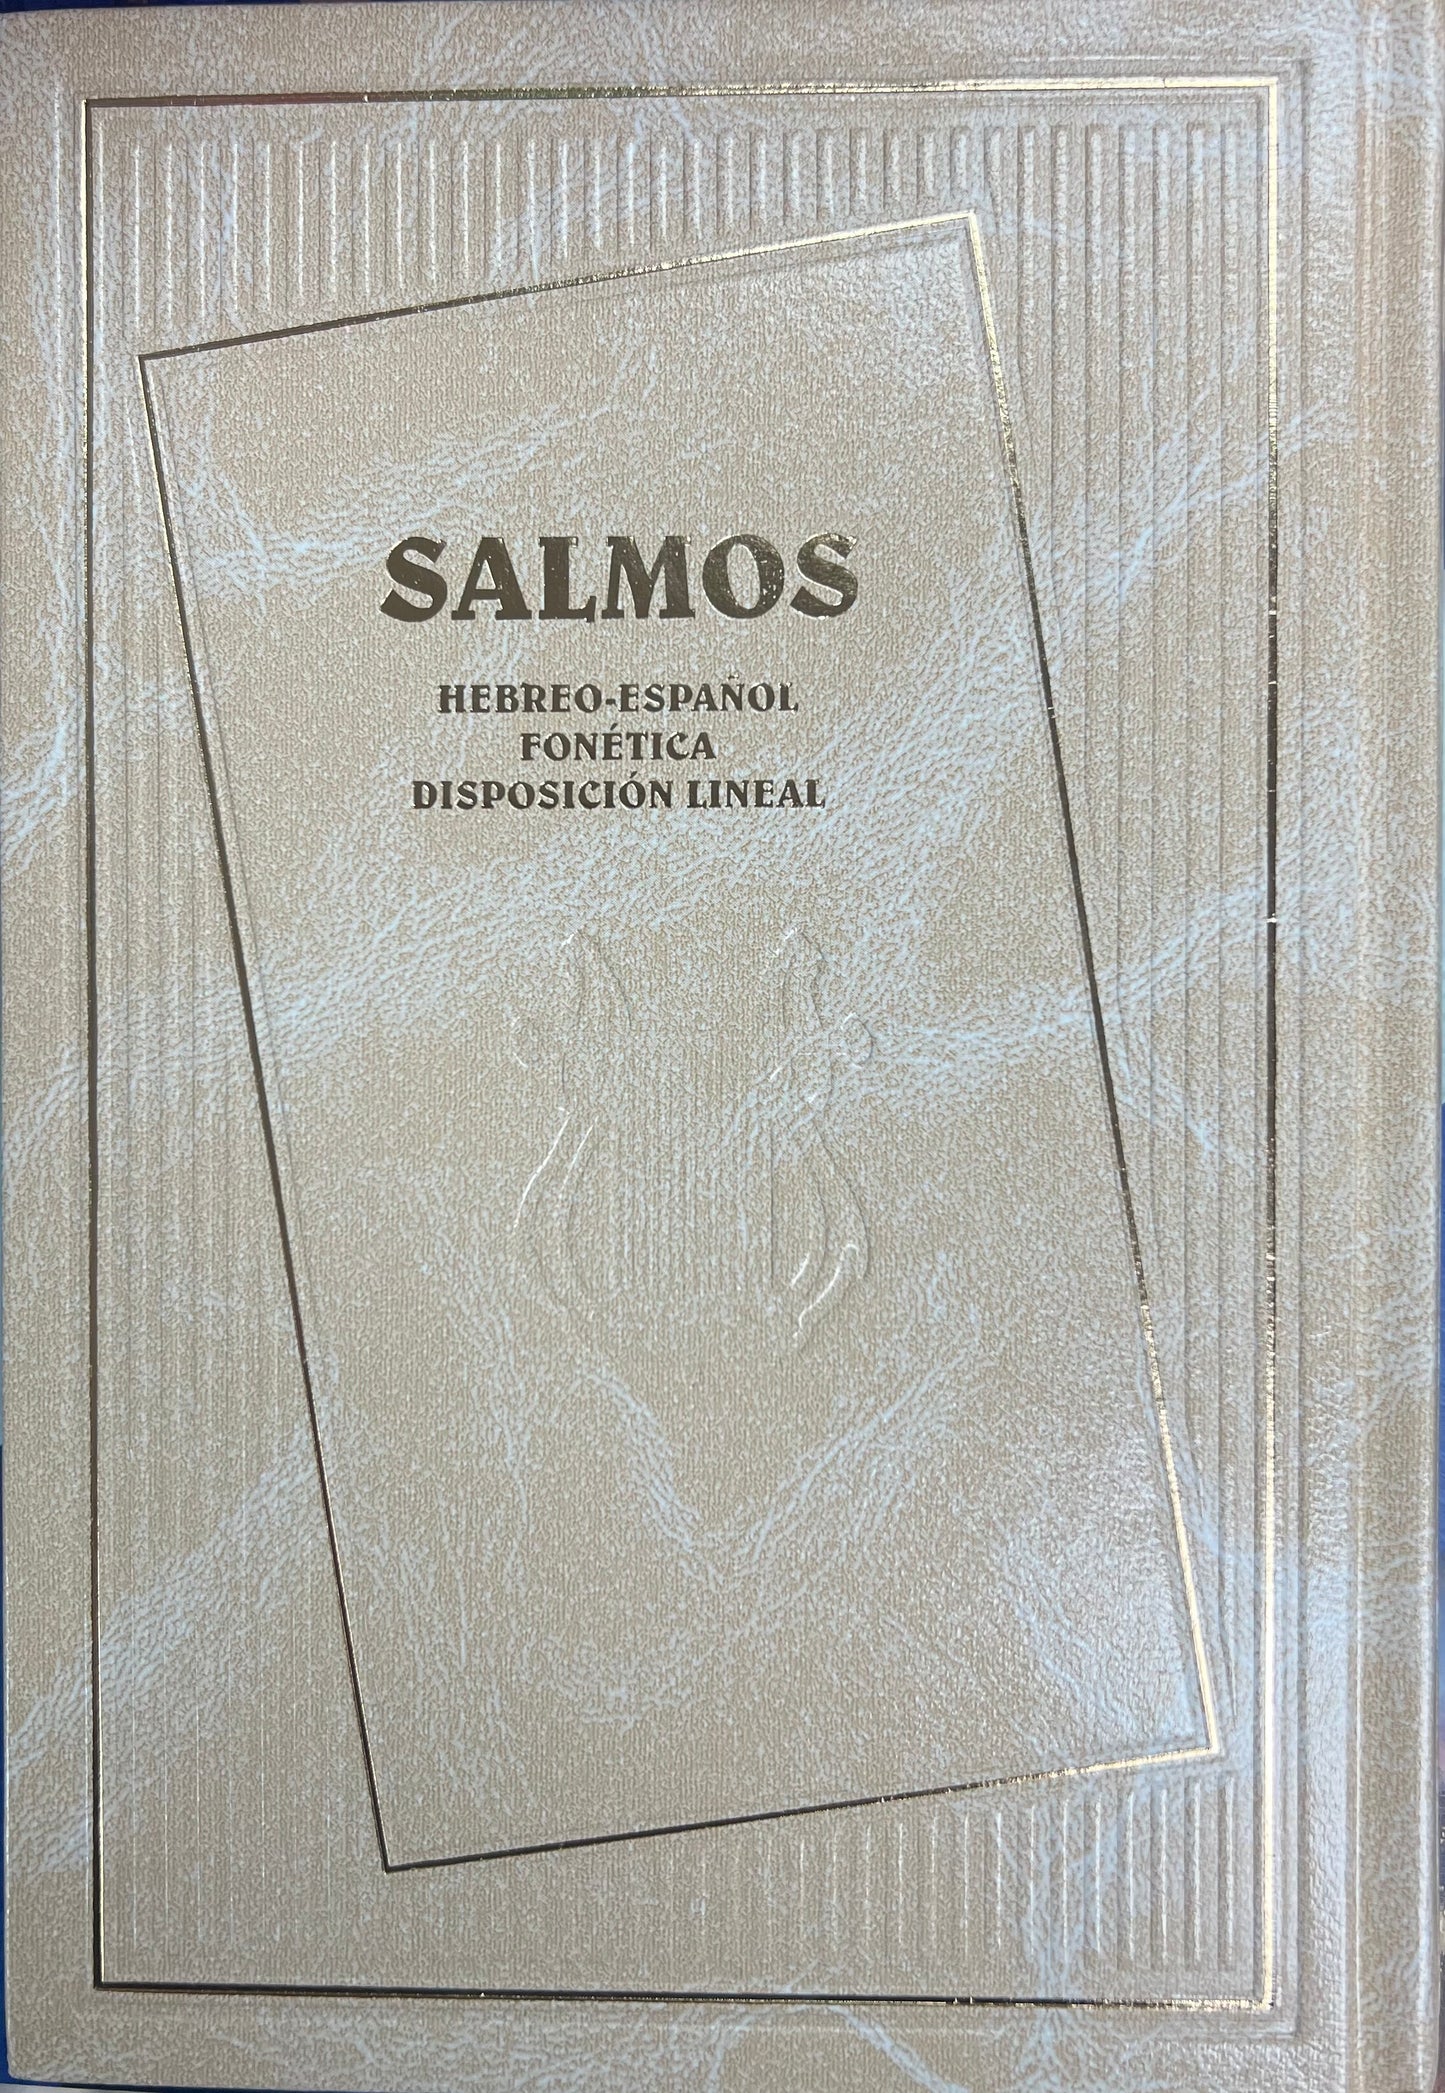 SALMOS
HEBREO-ESPAÑOL
FONÉTICA
DISPOSICIÓN LINEAL